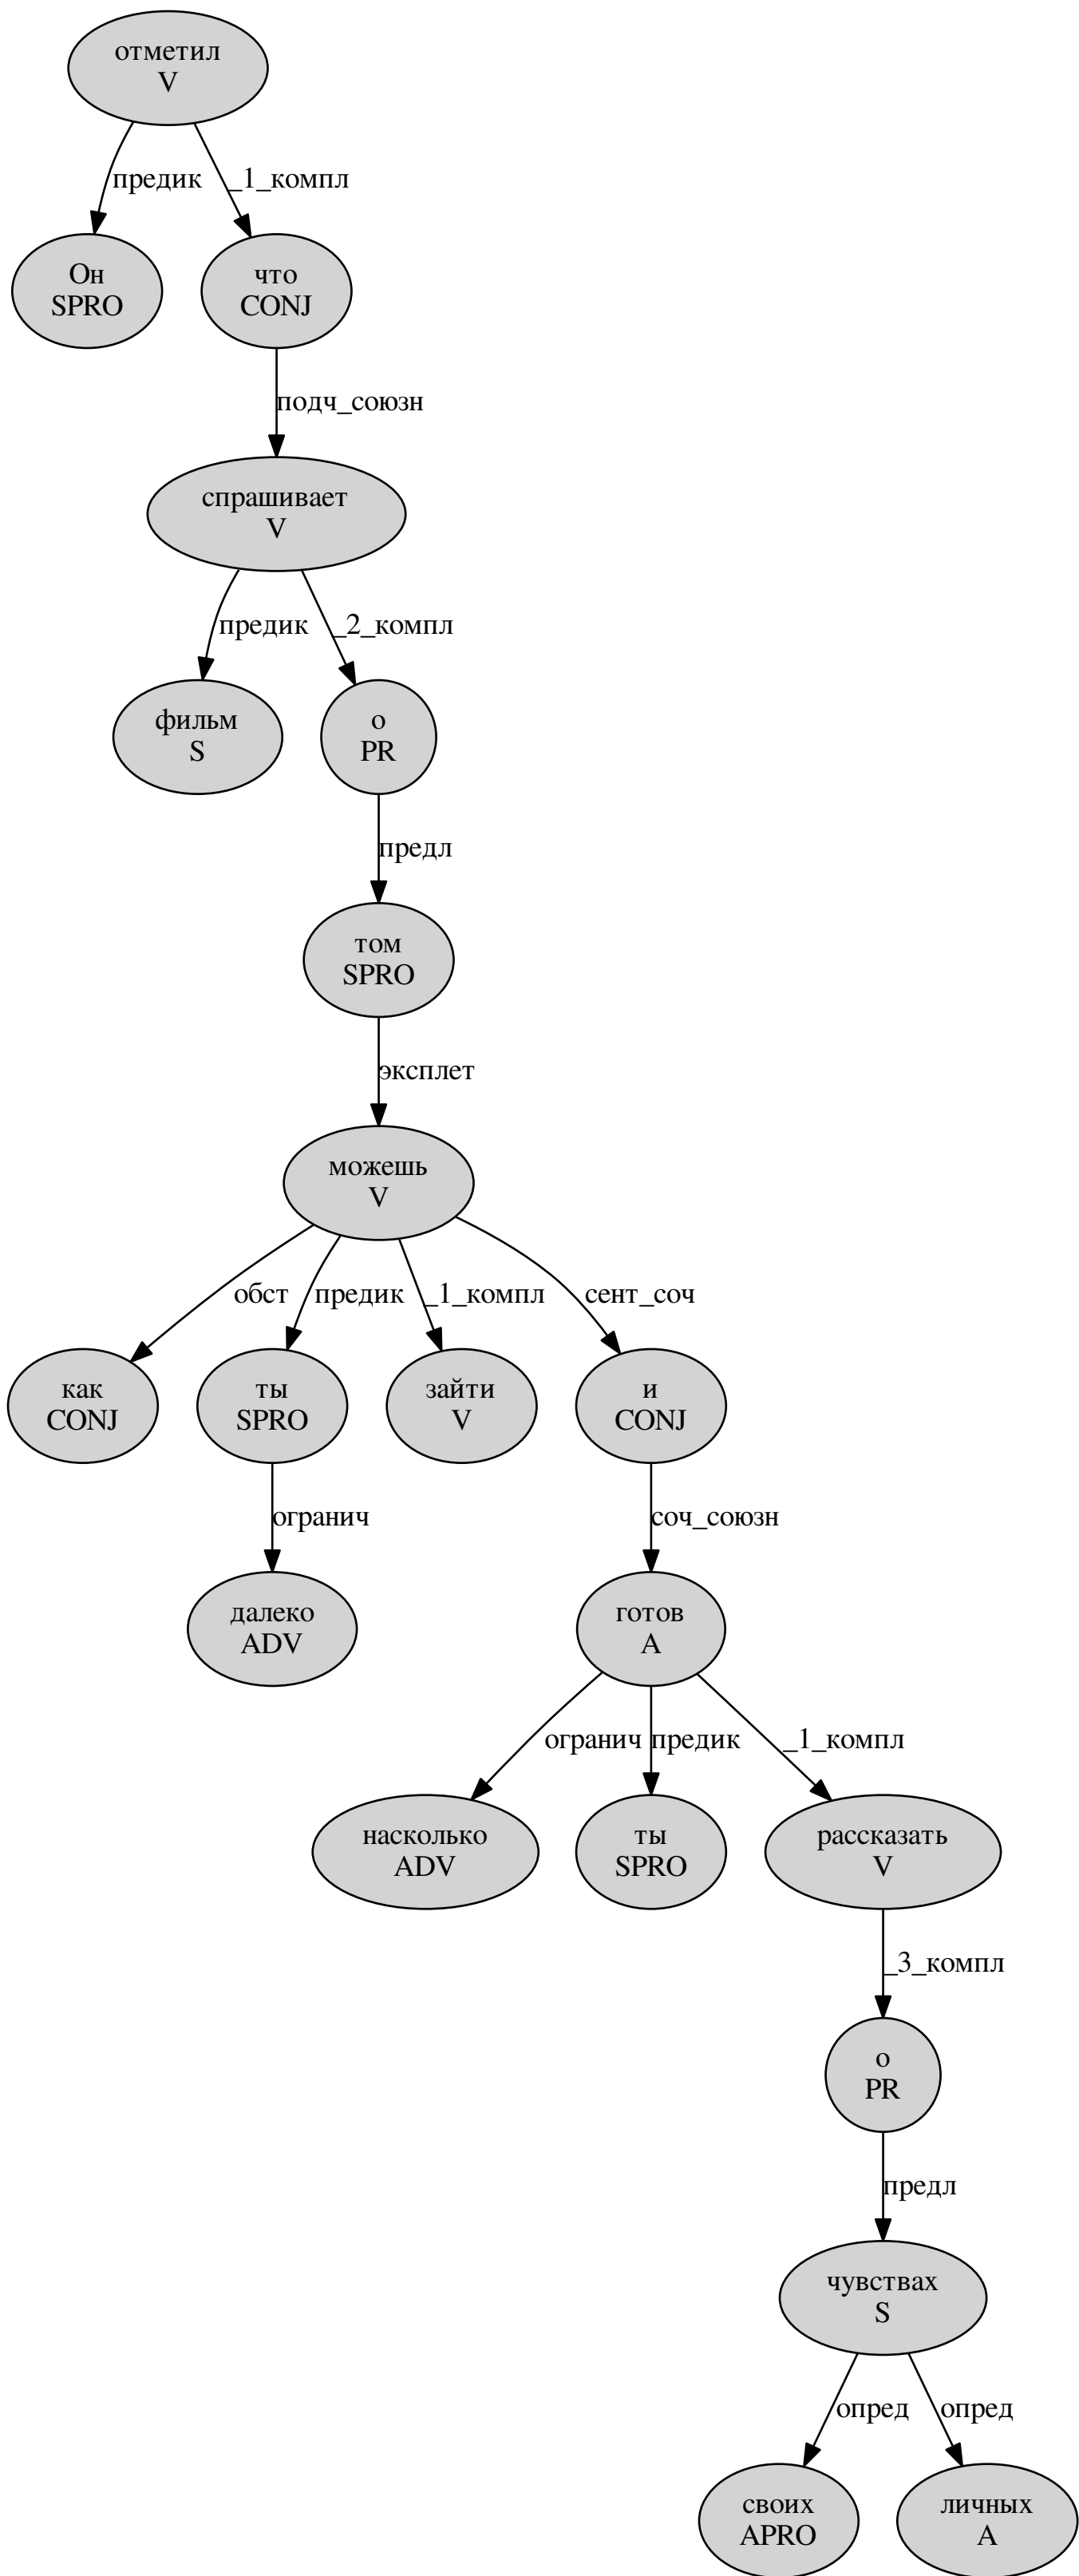 отметил
V
предик
_1_компл
Он
SPRO
что
CONJ
подч_союзн
спрашивает
V
предик
_2_компл
фильм
S
о
PR
предл
том
SPRO
эксплет
можешь
V
обст
предик
_1_компл
сент_соч
как
CONJ
ты
SPRO
зайти
V
и
CONJ
огранич
соч_союзн
далеко
ADV
готов
A
огранич
предик
_1_компл
насколько
ADV
ты
SPRO
рассказать
V
_3_компл
о
PR
предл
чувствах
S
опред
опред
своих
APRO
личных
A